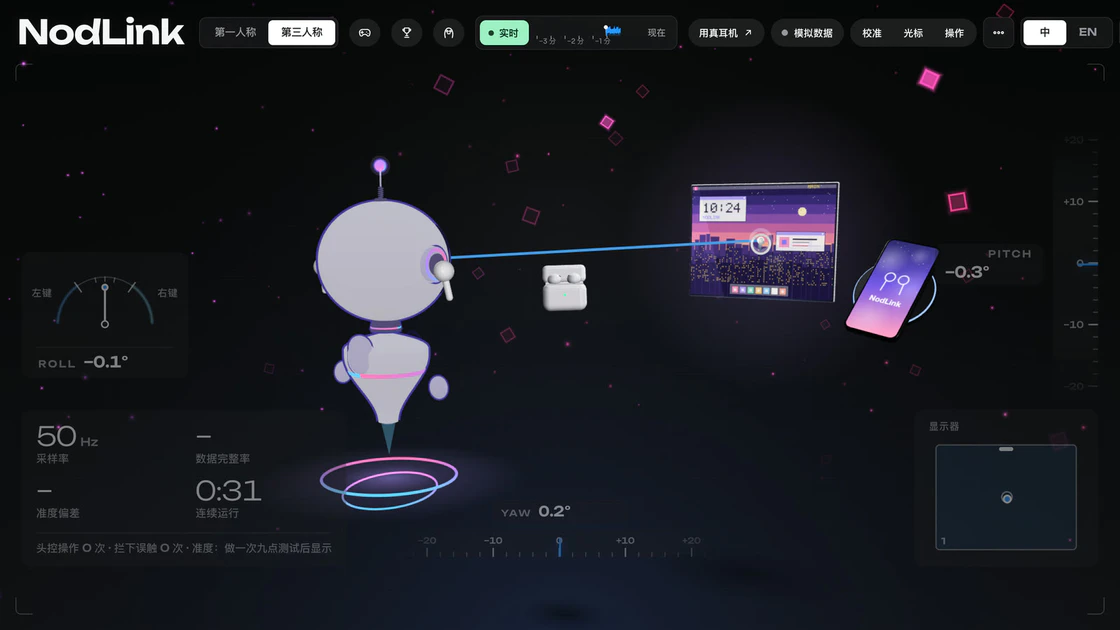 NodLink
第一人称
第三人称
实时
-3分 -2分 -1分
现在
用真耳机 ↗
模拟数据
校准
光标
操作
•••
中
EN
10:24
NodLink
PITCH
-0.3°
+20
+10
0
-10
-20
左键
右键
ROLL -0.1°
50 Hz
采样率
–
数据完整率
–
准度偏差
0:31
连续运行
头控操作 0 次 · 拦下误触 0 次 · 准度：做一次九点测试后显示
YAW 0.2°
-20 -10 0 +10 +20
显示器
1